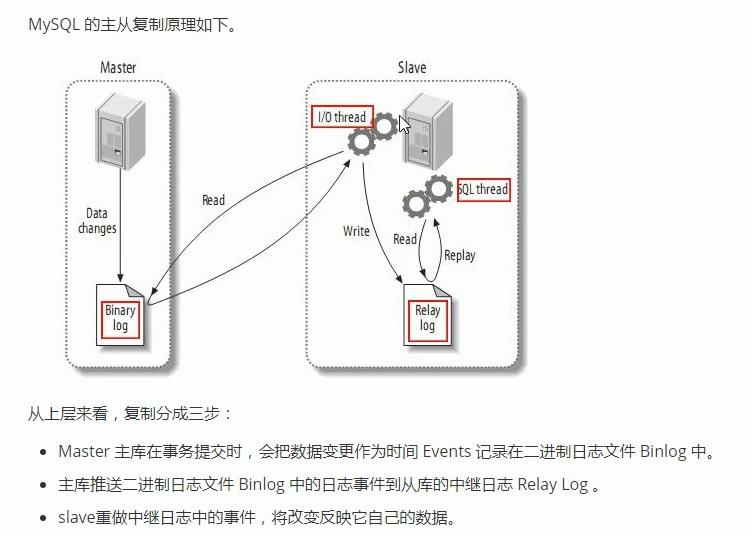 MySQL 的主从复制原理如下。
Master
Slave
I/O thread
SQL thread
Data
changes
Read
Write
Read
Replay
Binary
log
Relay
log
从上层来看，复制分成三步：
• Master 主库在事务提交时，会把数据变更作为时间 Events 记录在二进制日志文件 Binlog 中。
• 主库推送二进制日志文件 Binlog 中的日志事件到从库的中继日志 Relay Log 。
• slave重做中继日志中的事件，将改变反映它自己的数据。